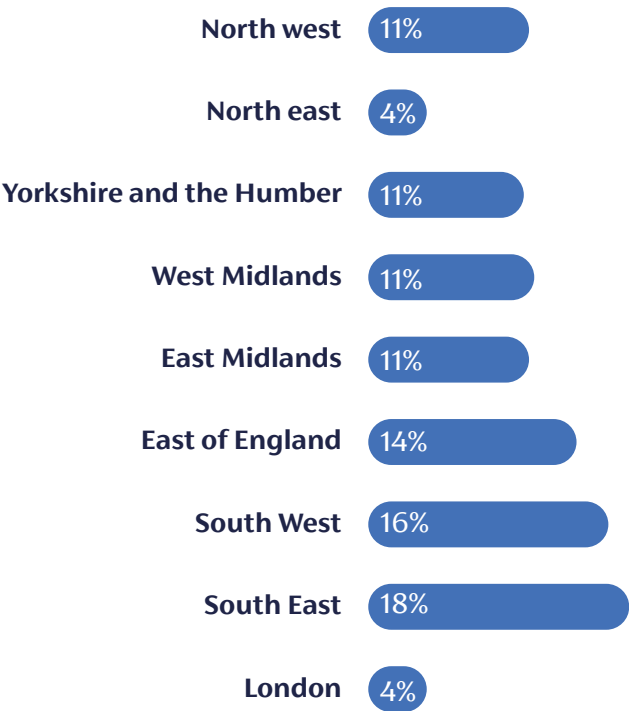 North west 11%
North east 4%
Yorkshire and the Humber 11%
West Midlands 11%
East Midlands 11%
East of England 14%
South West 16%
South East 18%
London 4%